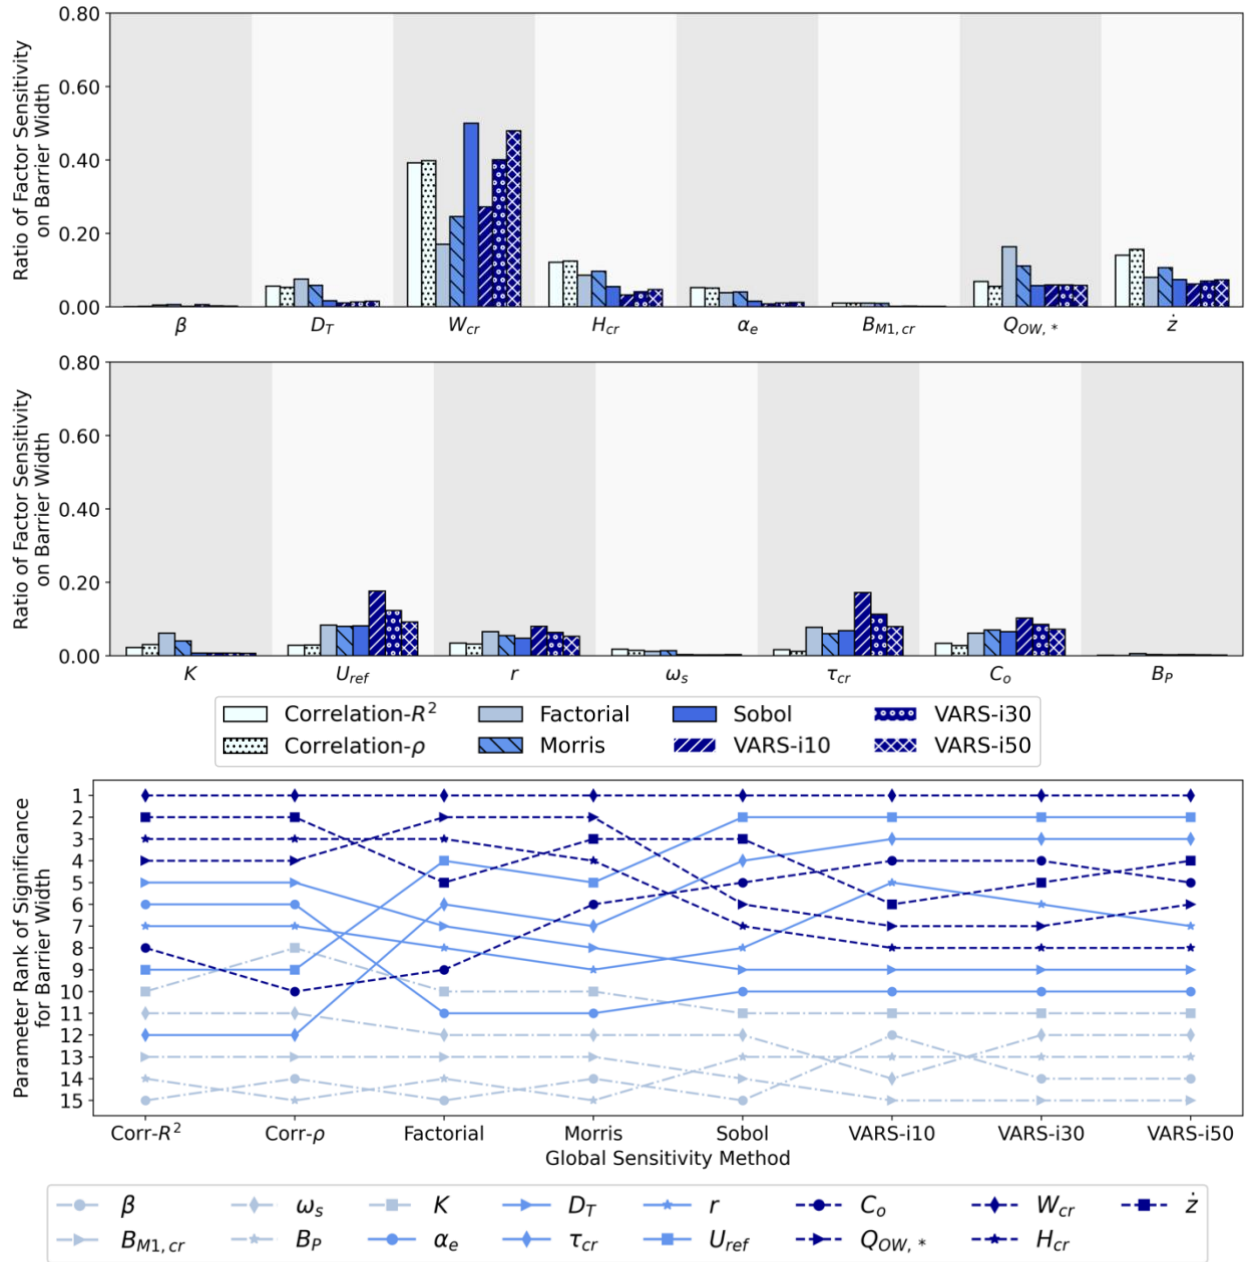 0.80
0.60
0.40
0.20
0.00
Ratio of Factor Sensitivity
on Barrier Width
β D_T W_cr H_cr α_e B_M1,cr Q_OW,* ż
0.80
0.60
0.40
0.20
0.00
Ratio of Factor Sensitivity
on Barrier Width
K U_ref r ω_s τ_cr C_o B_P
Correlation-R² Factorial Sobol VARS-i30
Correlation-ρ Morris VARS-i10 VARS-i50
1
2
3
4
5
6
7
8
9
10
11
12
13
14
15
Parameter Rank of Significance
for Barrier Width
Corr-R² Corr-ρ Factorial Morris Sobol VARS-i10 VARS-i30 VARS-i50
Global Sensitivity Method
β ω_s K D_T r C_o W_cr ż
B_M1,cr B_P α_e τ_cr U_ref Q_OW,* H_cr